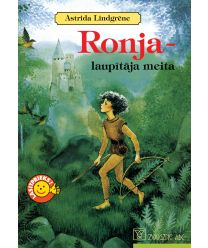 Astrida Lindgrēne
Ronja-
laupītāja meita